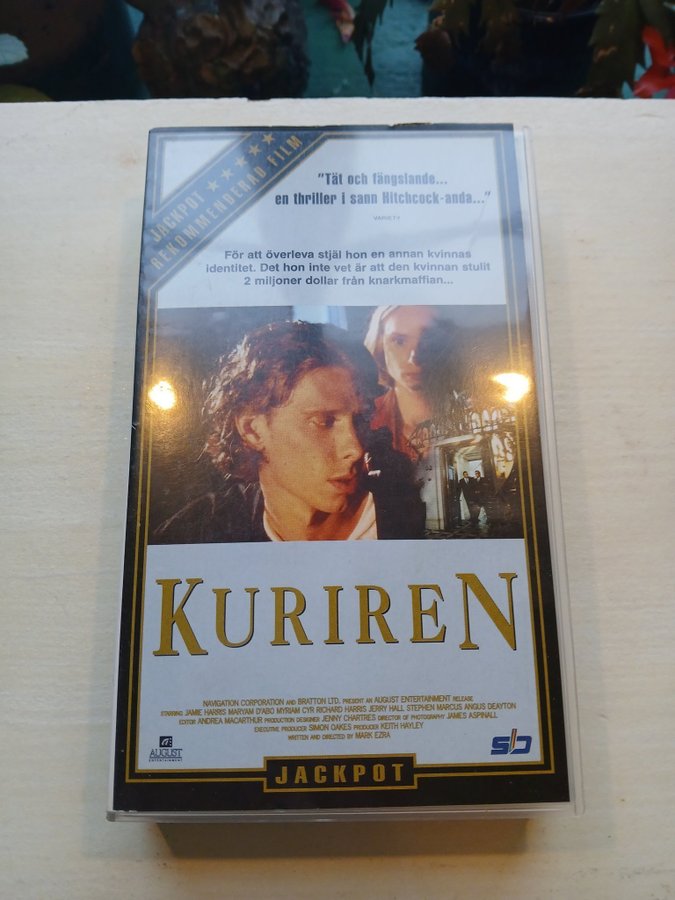 JACKPOT ★★★★★
REKOMMENDERAD FILM
"Tät och fängslande...
en thriller i sann Hitchcock-anda..."
VARIETY
För att överleva stjäl hon en annan kvinnas
identitet. Det hon inte vet är att den kvinnan stulit
2 miljoner dollar från knarkmaffian...
KURIREN
NAVIGATION CORPORATION AND BRATTON LTD. PRESENT AN AUGUST ENTERTAINMENT RELEASE
STARRING JAMIE HARRIS MARYAM D'ABO MYRIAM CYR RICHARD HARRIS JERRY HALL STEPHEN MARCUS ANGUS DEAYTON
EDITOR ANDREA MACARTHUR PRODUCTION DESIGNER JENNY CHARTRES DIRECTOR OF PHOTOGRAPHY JAMES ASPINALL
EXECUTIVE PRODUCER SIMON OAKES PRODUCER KEITH HAYLEY
WRITTEN AND DIRECTED BY MARK EZRA
AUGUST
ENTERTAINMENT
JACKPOT